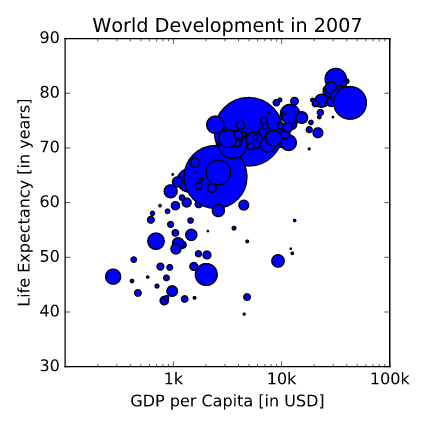 World Development in 2007
90
80
70
60
50
40
30
1k
10k
100k
Life Expectancy [in years]
GDP per Capita [in USD]